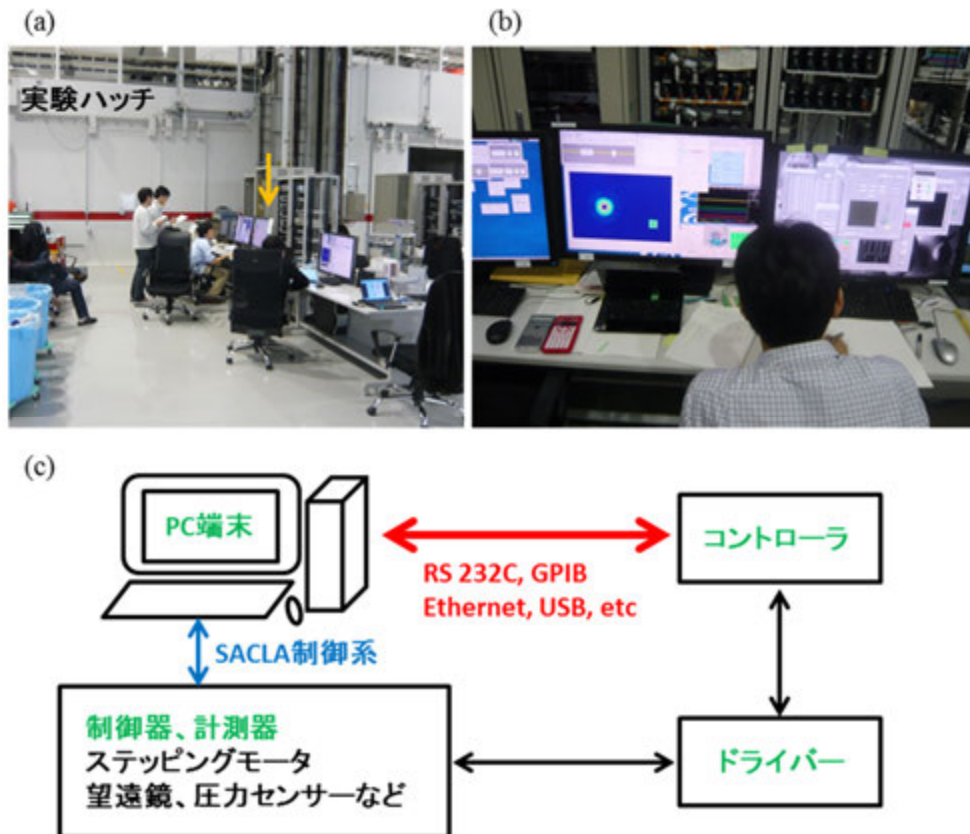 (a)
(b)
実験ハッチ
(c)
PC端末
コントローラ
RS 232C, GPIB
Ethernet, USB, etc
SACLA制御系
制御器、計測器
ステッピングモータ
望遠鏡、圧力センサーなど
ドライバー